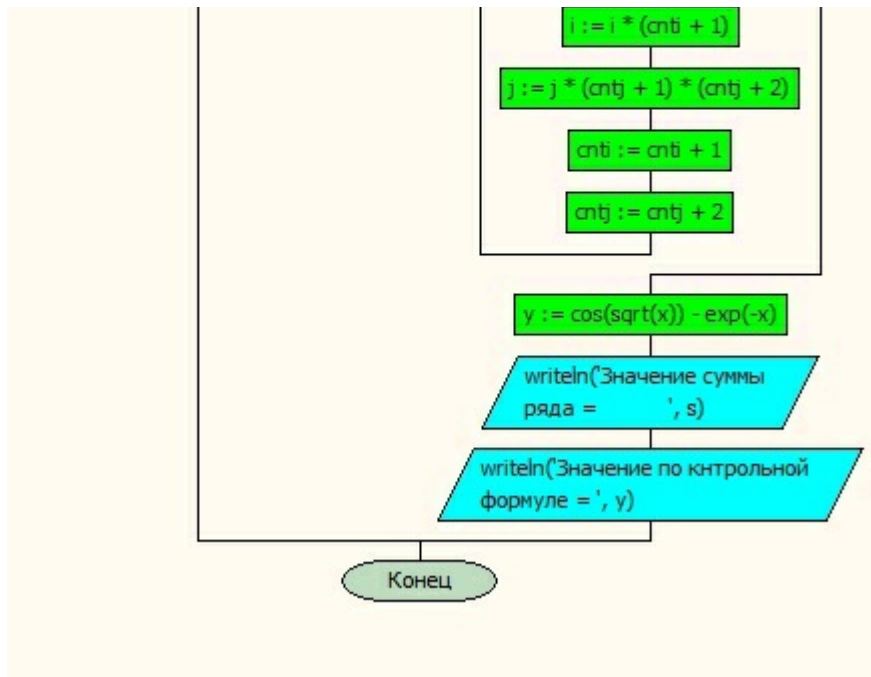 i := i * (cnti + 1)
j := j * (cntj + 1) * (cntj + 2)
cnti := cnti + 1
cntj := cntj + 2
y := cos(sqrt(x)) - exp(-x)
writeln('Значение суммы
ряда =            ', s)
writeln('Значение по кнтрольной
формуле = ', y)
Конец